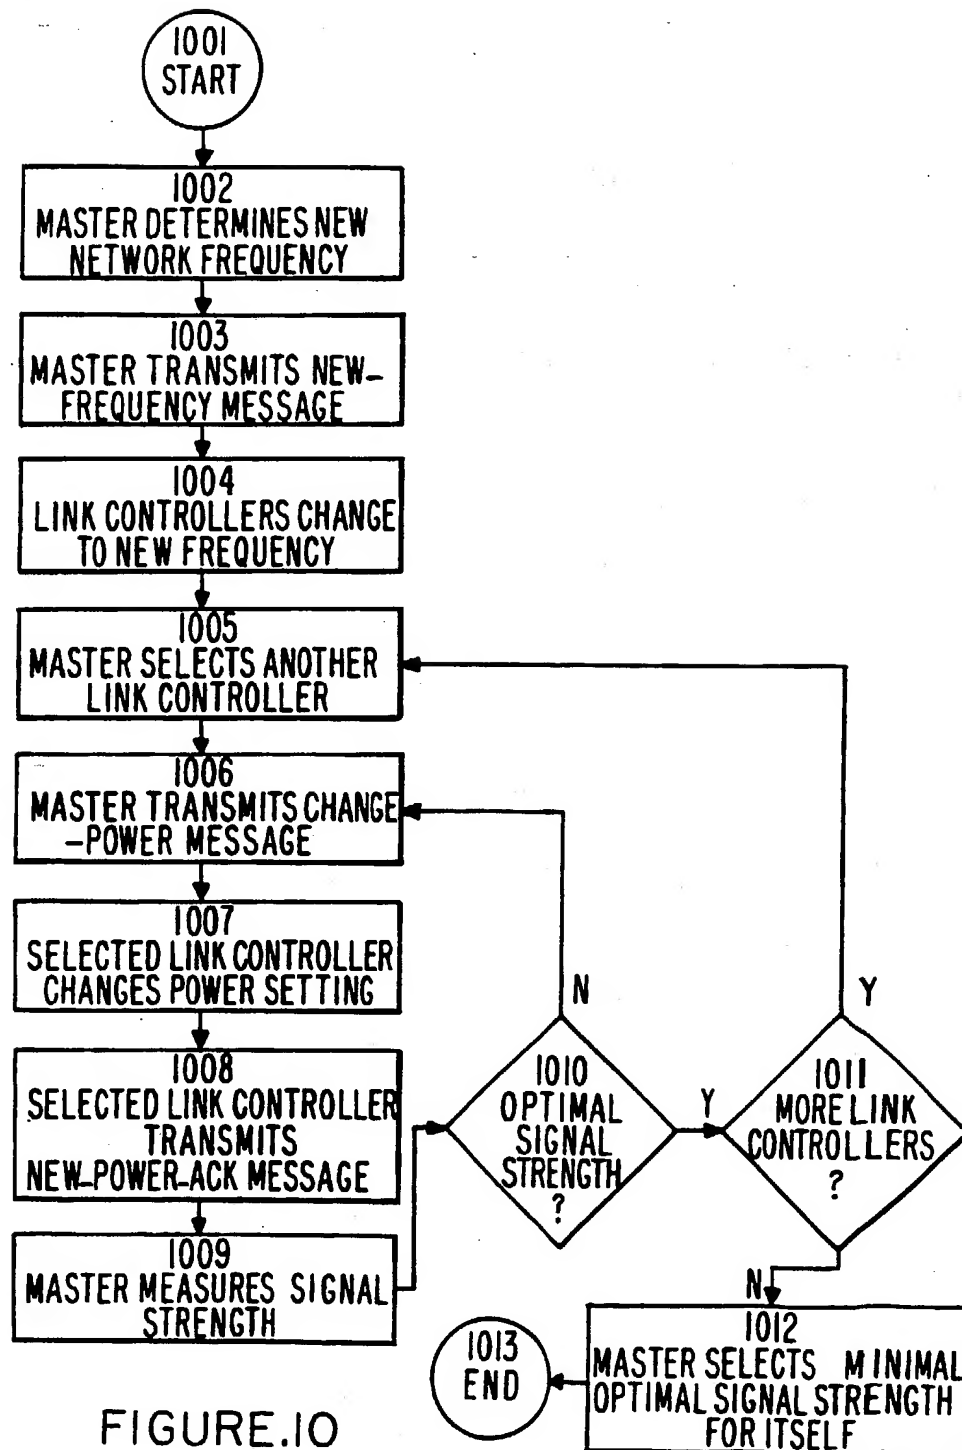 1001
START
1002
MASTER DETERMINES NEW
NETWORK FREQUENCY
1003
MASTER TRANSMITS NEW-
FREQUENCY MESSAGE
1004
LINK CONTROLLERS CHANGE
TO NEW FREQUENCY
1005
MASTER SELECTS ANOTHER
LINK CONTROLLER
1006
MASTER TRANSMITS CHANGE
-POWER MESSAGE
1007
SELECTED LINK CONTROLLER
CHANGES POWER SETTING
1008
SELECTED LINK CONTROLLER
TRANSMITS
NEW-POWER-ACK MESSAGE
1009
MASTER MEASURES SIGNAL
STRENGTH
N
1010
OPTIMAL
SIGNAL
STRENGTH
?
Y
Y
1011
MORE LINK
CONTROLLERS
?
N
1012
MASTER SELECTS MINIMAL
OPTIMAL SIGNAL STRENGTH
FOR ITSELF
1013
END
FIGURE.10